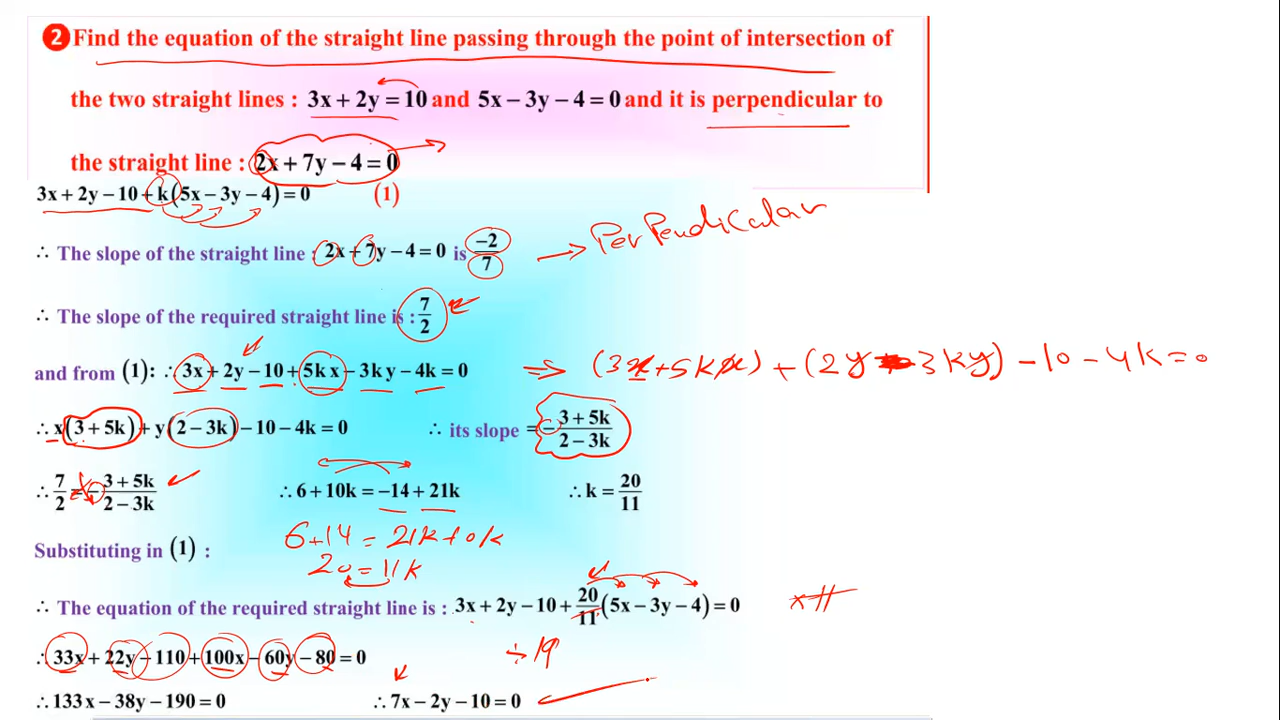 2 Find the equation of the straight line passing through the point of intersection of
the two straight lines : 3x + 2y = 10 and 5x − 3y − 4 = 0 and it is perpendicular to
the straight line : 2x + 7y − 4 = 0
3x + 2y − 10 + k(5x − 3y − 4) = 0 (1)
∴ The slope of the straight line : 2x + 7y − 4 = 0 is −2/7 → Perpendicular
∴ The slope of the required straight line is : 7/2
and from (1): ∴ 3x + 2y − 10 + 5k x − 3k y − 4k = 0 ⇒ (3x + 5kx) + (2y - 3ky) − 10 − 4k = 0
∴ x(3 + 5k) + y(2 − 3k) − 10 − 4k = 0 ∴ its slope = − (3 + 5k)/(2 − 3k)
∴ 7/2 = − (3 + 5k)/(2 − 3k) ∴ 6 + 10k = −14 + 21k ∴ k = 20/11
6+14 = 21k+0k
Substituting in (1) :
20 = 11k
∴ The equation of the required straight line is : 3x + 2y − 10 + 20/11 (5x − 3y − 4) = 0 x 11
∴ 33x + 22y − 110 + 100x − 60y − 80 = 0 ÷ 19
∴ 133x − 38y − 190 = 0 ∴ 7x − 2y − 10 = 0